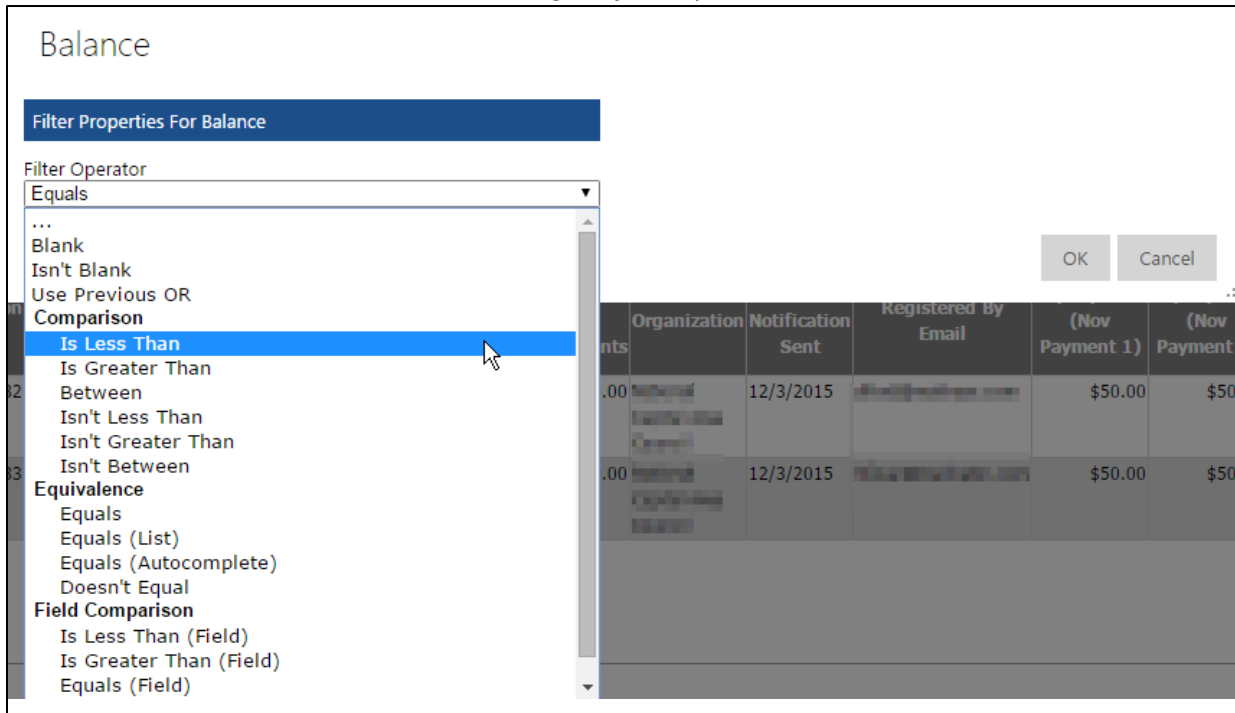 Balance
Filter Properties For Balance
Filter Operator
Equals
...
Blank
Isn't Blank
Use Previous OR
Comparison
Is Less Than
Is Greater Than
Between
Isn't Less Than
Isn't Greater Than
Isn't Between
Equivalence
Equals
Equals (List)
Equals (Autocomplete)
Doesn't Equal
Field Comparison
Is Less Than (Field)
Is Greater Than (Field)
Equals (Field)
OK Cancel
Organization Notification Sent Registered By Email (Nov Payment 1) (Nov Payment
.00 12/3/2015 $50.00 $50
.00 12/3/2015 $50.00 $50